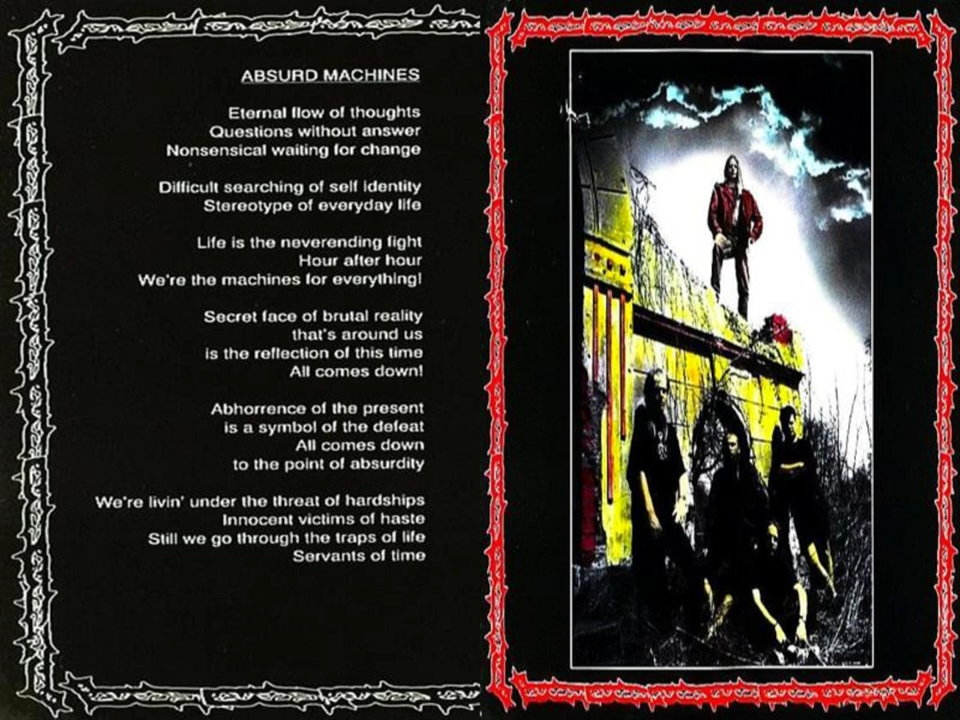 ABSURD MACHINES
Eternal flow of thoughts
Questions without answer
Nonsensical waiting for change
Difficult searching of self identity
Stereotype of everyday life
Life is the neverending fight
Hour after hour
We're the machines for everything!
Secret face of brutal reality
that's around us
is the reflection of this time
All comes down!
Abhorrence of the present
is a symbol of the defeat
All comes down
to the point of absurdity
We're livin' under the threat of hardships
Innocent victims of haste
Still we go through the traps of life
Servants of time